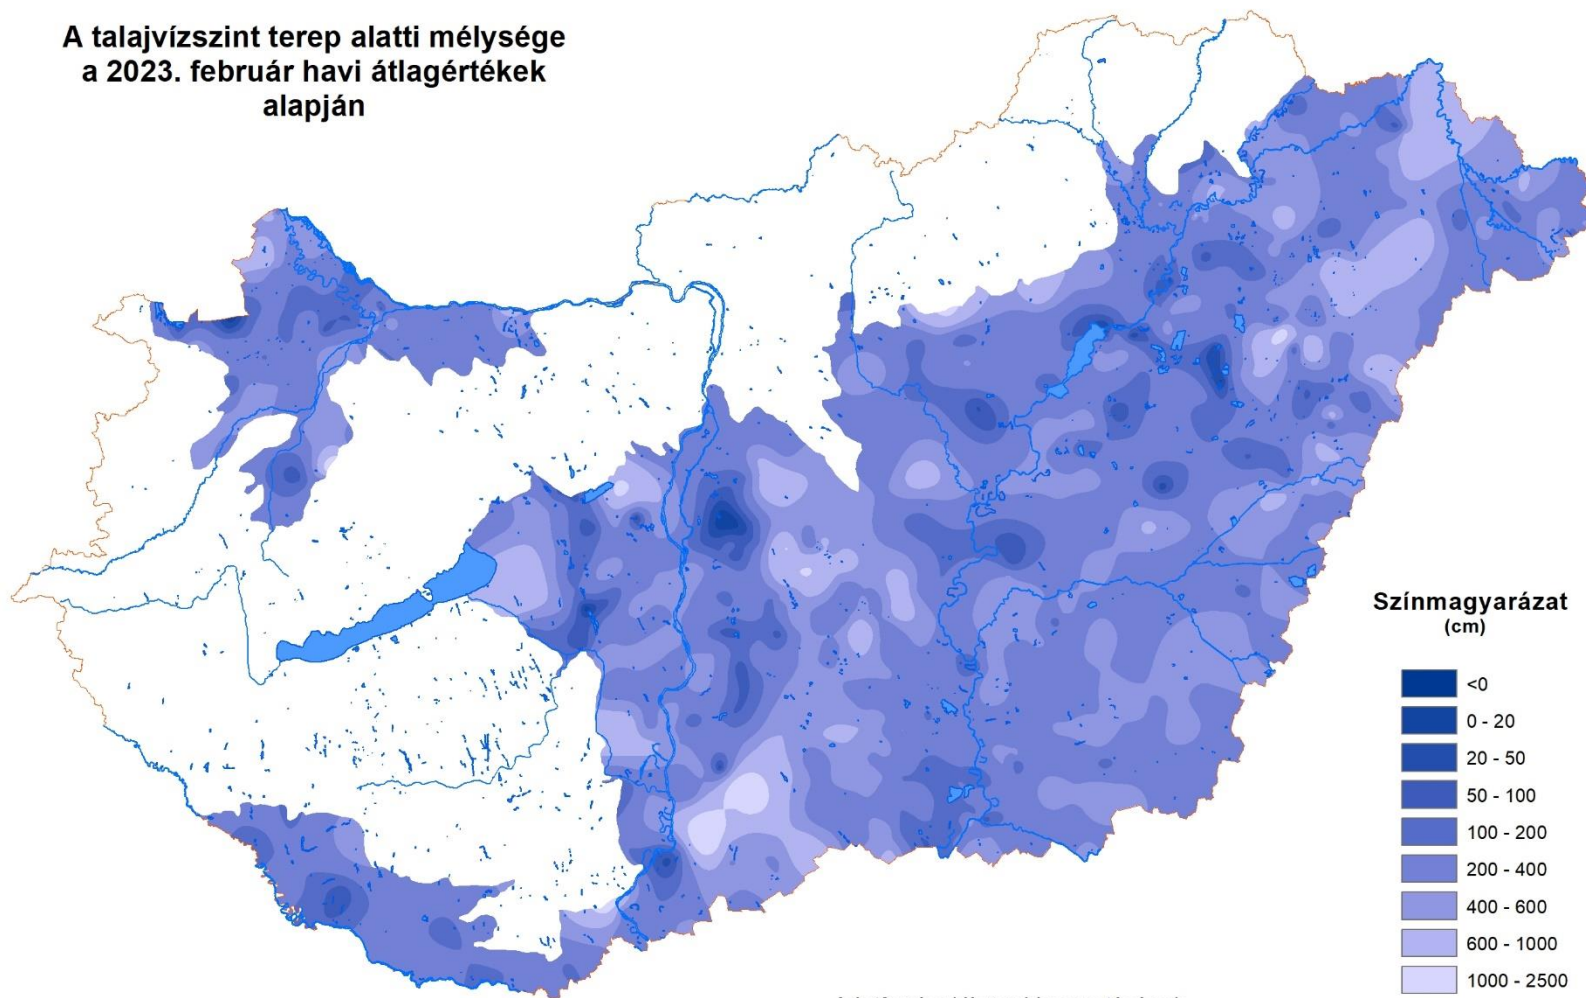 A talajvízszint terep alatti mélysége
a 2023. február havi átlagértékek
alapján
Színmagyarázat
(cm)
<0
0 - 20
20 - 50
50 - 100
100 - 200
200 - 400
400 - 600
600 - 1000
1000 - 2500